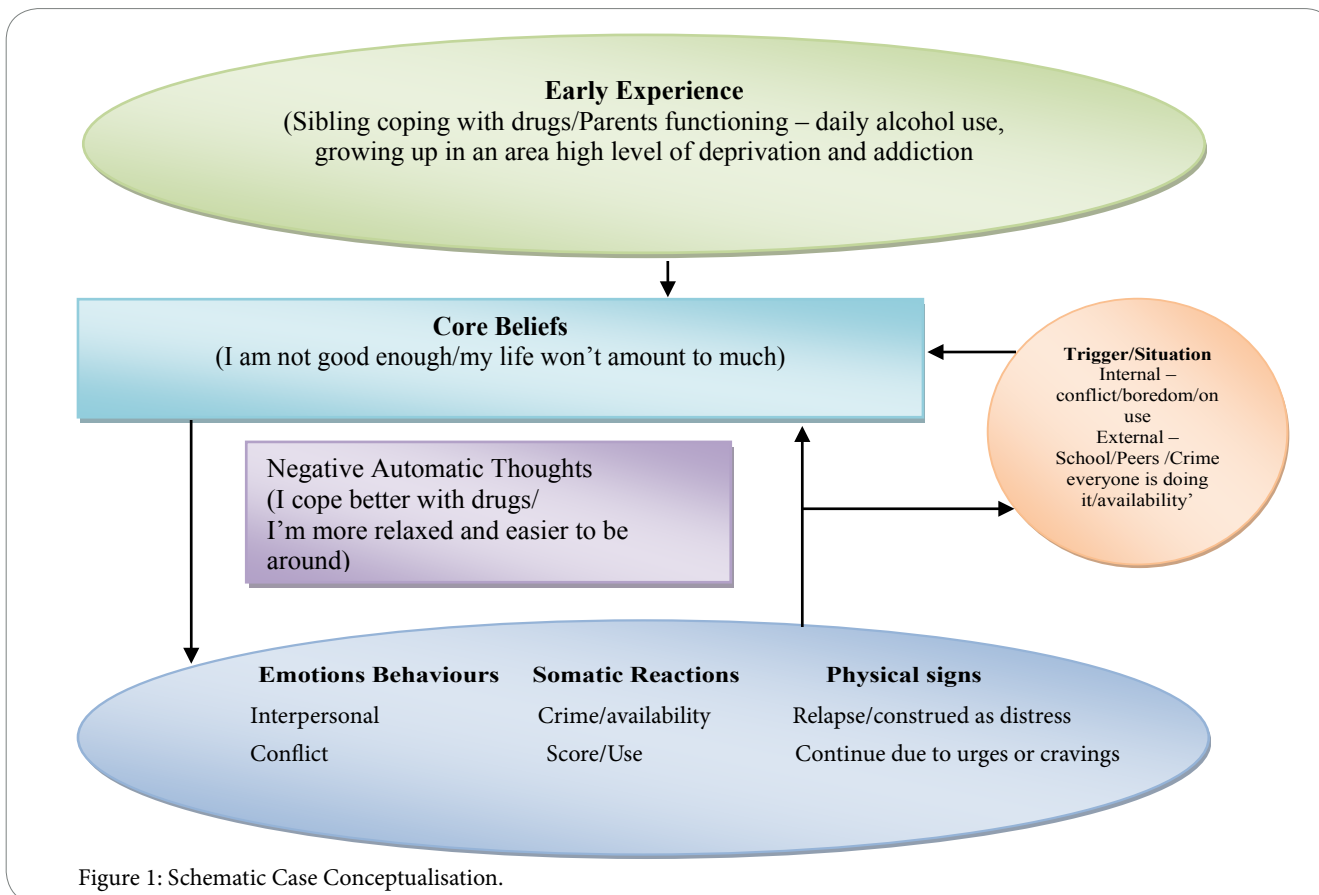 Early Experience
(Sibling coping with drugs/Parents functioning – daily alcohol use,
growing up in an area high level of deprivation and addiction
Core Beliefs
(I am not good enough/my life won’t amount to much)
Trigger/Situation
Internal –
conflict/boredom/on
use
External –
School/Peers /Crime
everyone is doing
it/availability’
Negative Automatic Thoughts
(I cope better with drugs/
I’m more relaxed and easier to be
around)
Emotions Behaviours Somatic Reactions Physical signs
Interpersonal Crime/availability Relapse/construed as distress
Conflict Score/Use Continue due to urges or cravings
Figure 1: Schematic Case Conceptualisation.